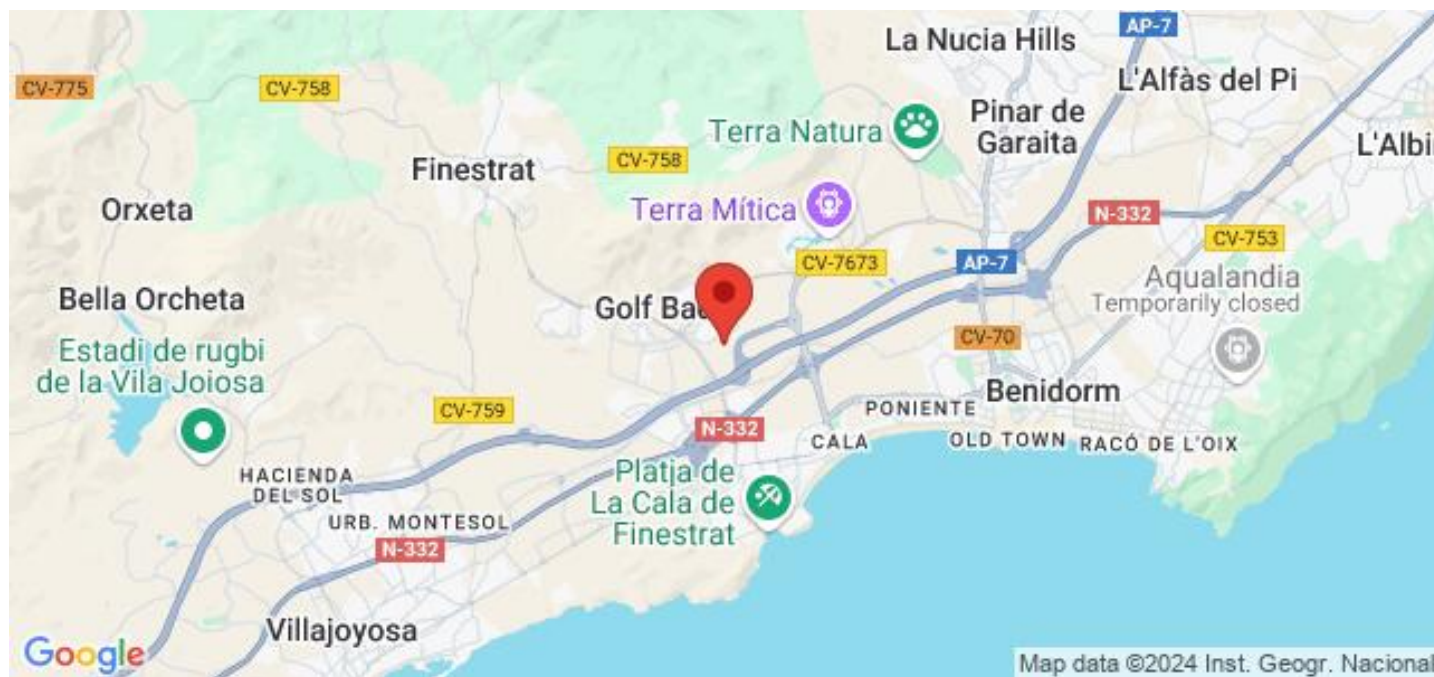 AP-7
La Nucia Hills
L'Alfàs del Pi
CV-775
CV-758
Pinar de
Garaita
Terra Natura
L'Albi
Finestrat
CV-758
Orxeta
Terra Mítica
N-332
CV-753
CV-7673
AP-7
Aqualandia
Temporarily closed
Bella Orcheta
Golf Ba
Estadi de rugbi
de la Vila Joiosa
CV-70
Benidorm
CV-759
PONIENTE
N-332
CALA
OLD TOWN
RACÓ DE L'OIX
Platja de
La Cala de
Finestrat
HACIENDA
DEL SOL
URB. MONTESOL
N-332
Villajoyosa
Google
Map data ©2024 Inst. Geogr. Nacional